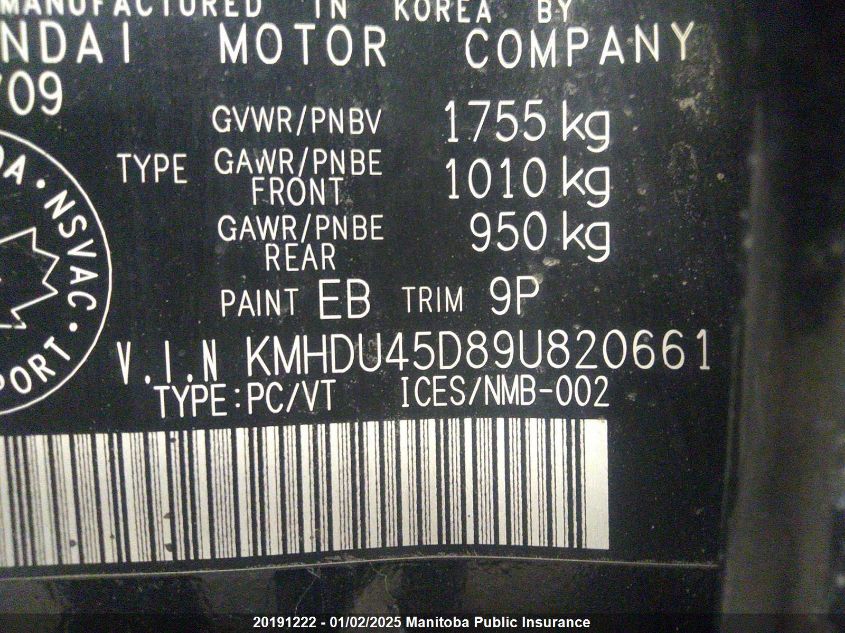 MANUFACTURED IN KOREA BY
NDAI MOTOR COMPANY
/09
GVWR/PNBV 1755 kg
TYPE GAWR/PNBE FRONT 1010 kg
GAWR/PNBE REAR 950 kg
PAINT EB TRIM 9P
V.I.N KMHDU45D89U820661
TYPE:PC/VT ICES/NMB-002
DA • NSVAC •
PORT
20191222 - 01/02/2025 Manitoba Public Insurance